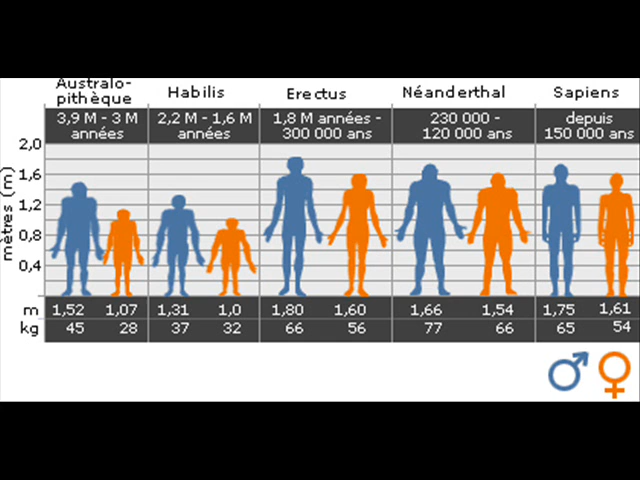 Australo-
pithèque
Habilis
Erectus
Néanderthal
Sapiens
3,9 M - 3 M
années
2,2 M - 1,6 M
années
1,8 M années -
300 000 ans
230 000 -
120 000 ans
depuis
150 000 ans
mètres (m)
2,0
1,6
1,2
0,8
0,4
m 1,52 1,07 1,31 1,0 1,80 1,60 1,66 1,54 1,75 1,61
kg 45 28 37 32 66 56 77 66 65 54